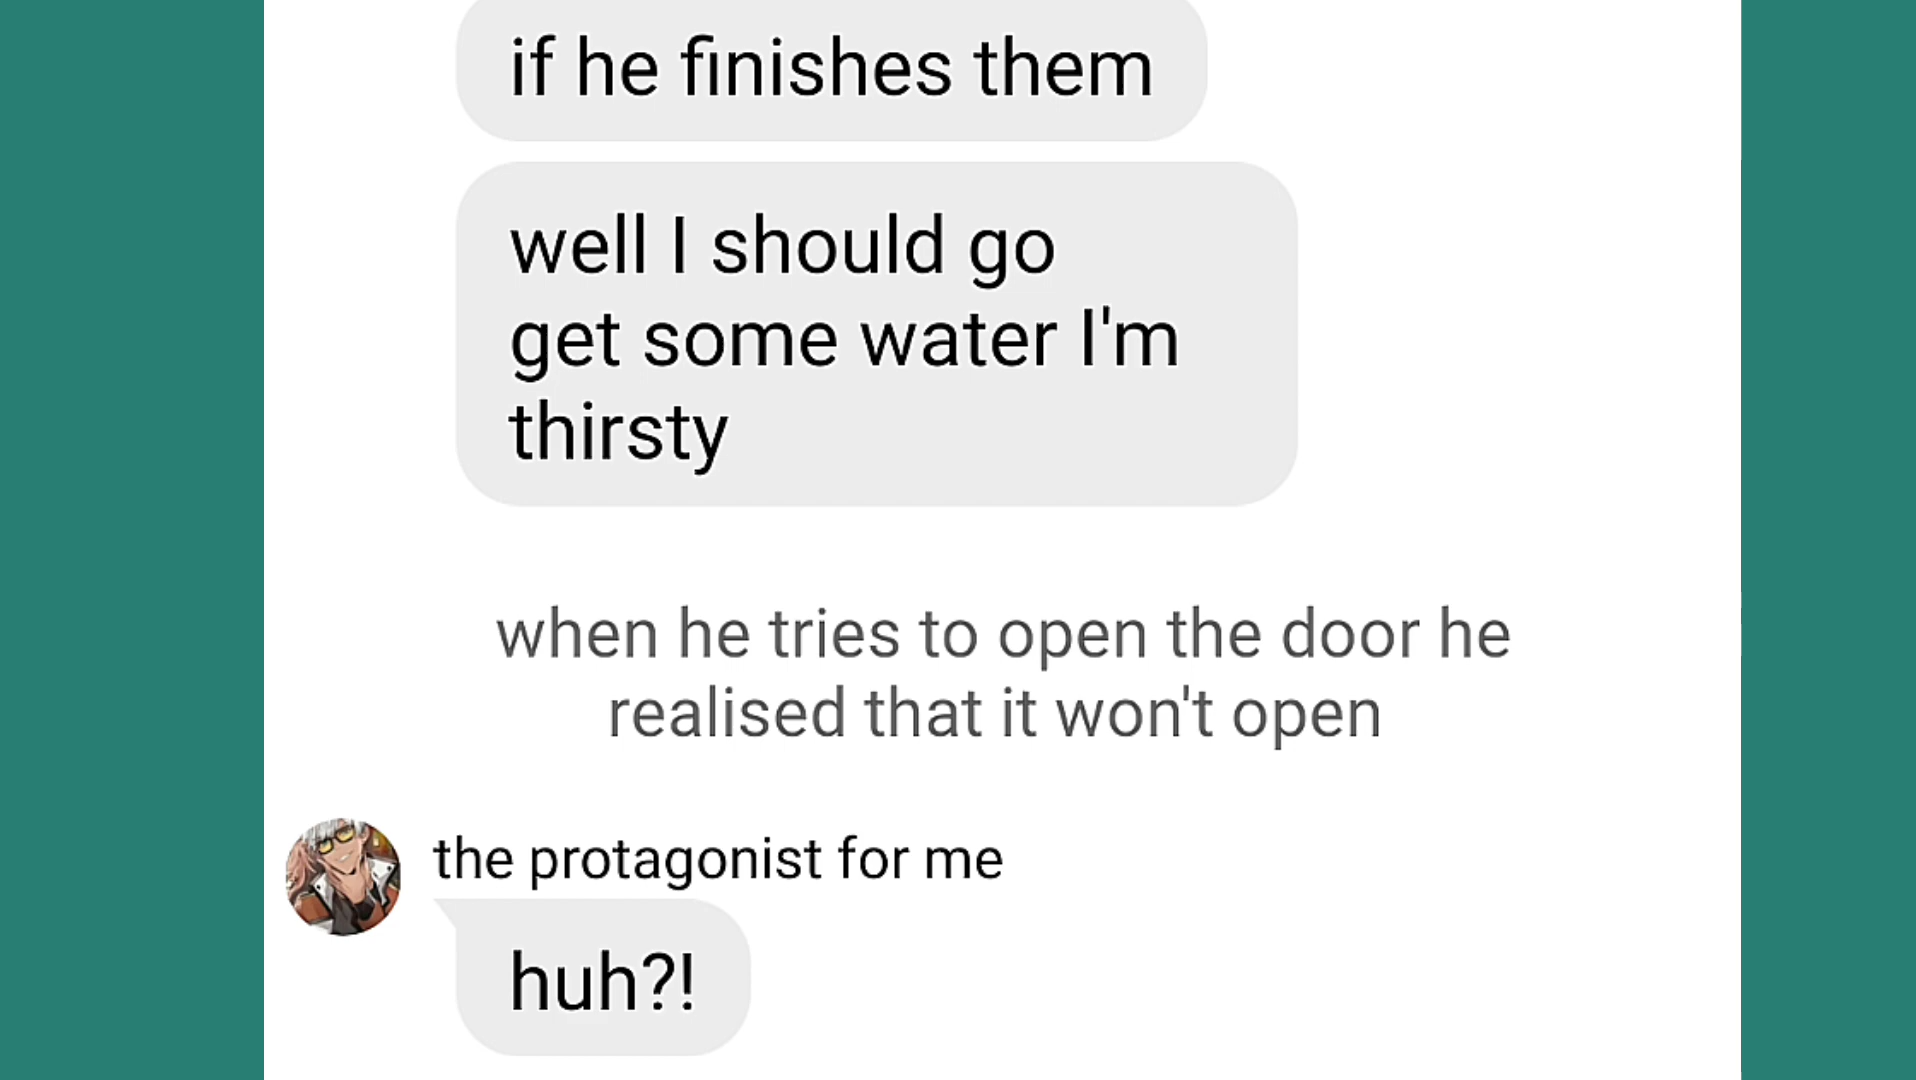 if he finishes them
well I should go
get some water I'm
thirsty
when he tries to open the door he
realised that it won't open
the protagonist for me
huh?!